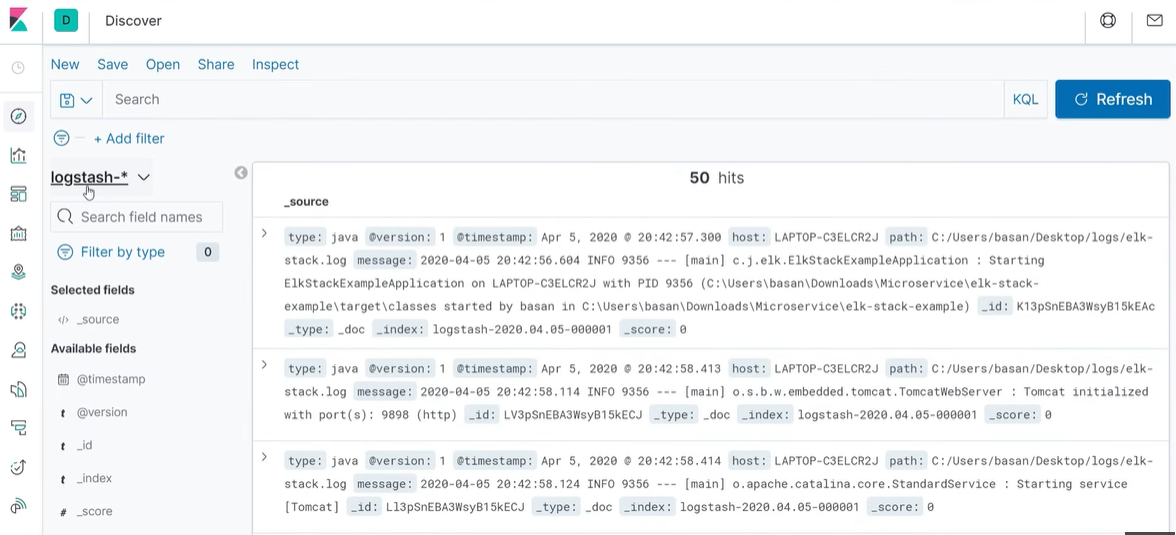 D Discover
New Save Open Share Inspect
Search KQL Refresh
+ Add filter
logstash-*
Search field names
Filter by type 0
Selected fields
_source
Available fields
@timestamp
t @version
t _id
t _index
# _score
50 hits
_source
type: java @version: 1 @timestamp: Apr 5, 2020 @ 20:42:57.300 host: LAPTOP-C3ELCR2J path: C:/Users/basan/Desktop/logs/elk-
stack.log message: 2020-04-05 20:42:56.604 INFO 9356 --- [main] c.j.elk.ElkStackExampleApplication : Starting
ElkStackExampleApplication on LAPTOP-C3ELCR2J with PID 9356 (C:\Users\basan\Downloads\Microservice\elk-stack-
example\target\classes started by basan in C:\Users\basan\Downloads\Microservice\elk-stack-example) _id: K13pSnEBA3WsyB15kEAc
_type: _doc _index: logstash-2020.04.05-000001 _score: 0
type: java @version: 1 @timestamp: Apr 5, 2020 @ 20:42:58.413 host: LAPTOP-C3ELCR2J path: C:/Users/basan/Desktop/logs/elk-
stack.log message: 2020-04-05 20:42:58.114 INFO 9356 --- [main] o.s.b.w.embedded.tomcat.TomcatWebServer : Tomcat initialized
with port(s): 9898 (http) _id: LV3pSnEBA3WsyB15kECJ _type: _doc _index: logstash-2020.04.05-000001 _score: 0
type: java @version: 1 @timestamp: Apr 5, 2020 @ 20:42:58.414 host: LAPTOP-C3ELCR2J path: C:/Users/basan/Desktop/logs/elk-
stack.log message: 2020-04-05 20:42:58.124 INFO 9356 --- [main] o.apache.catalina.core.StandardService : Starting service
[Tomcat] _id: Ll3pSnEBA3WsyB15kECJ _type: _doc _index: logstash-2020.04.05-000001 _score: 0